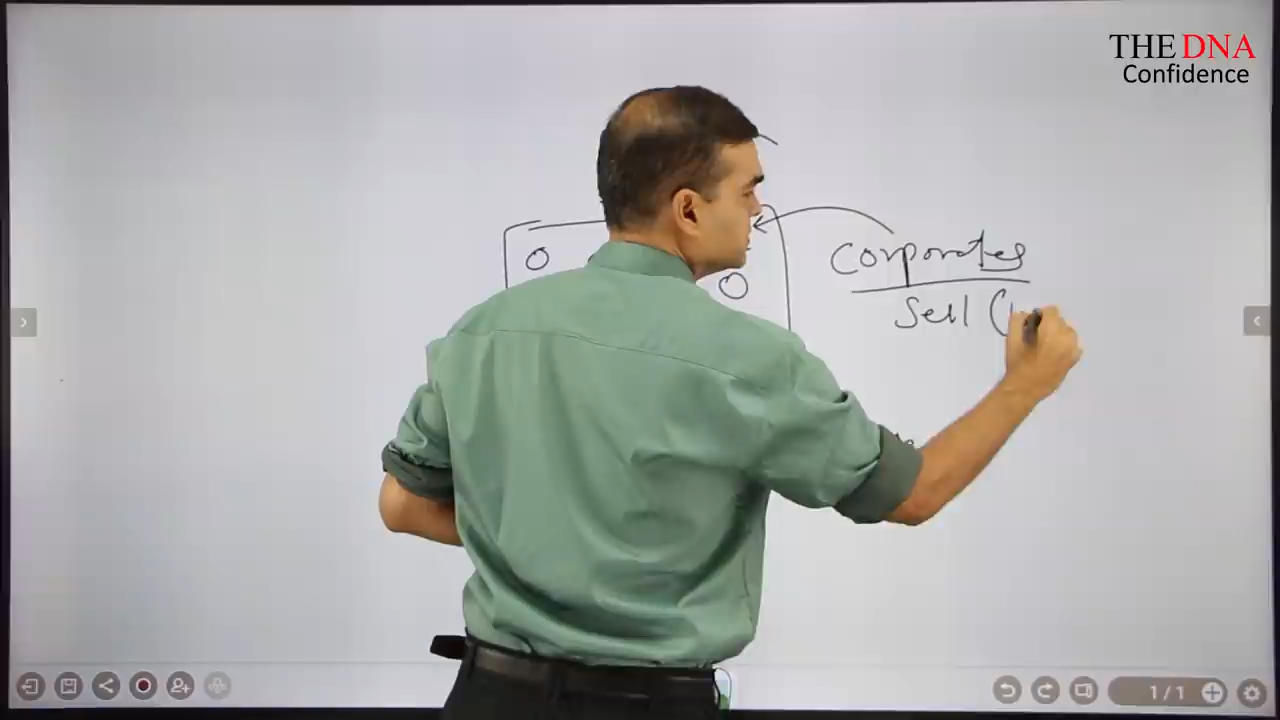 THE DNA
Confidence
Corporates
Sell (
1/1